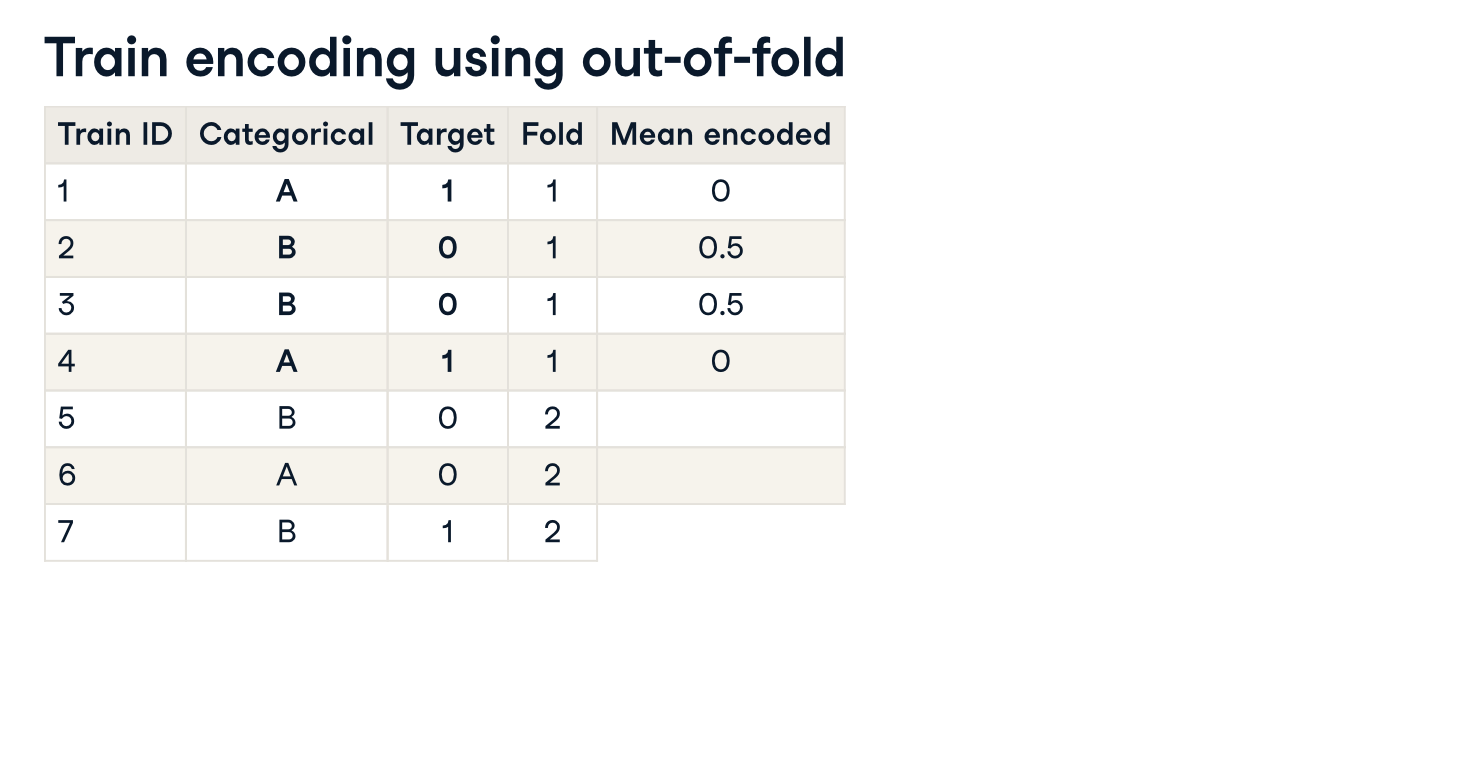 Train encoding using out-of-fold
Train ID Categorical Target Fold Mean encoded
1 A 1 1 0
2 B 0 1 0.5
3 B 0 1 0.5
4 A 1 1 0
5 B 0 2
6 A 0 2
7 B 1 2